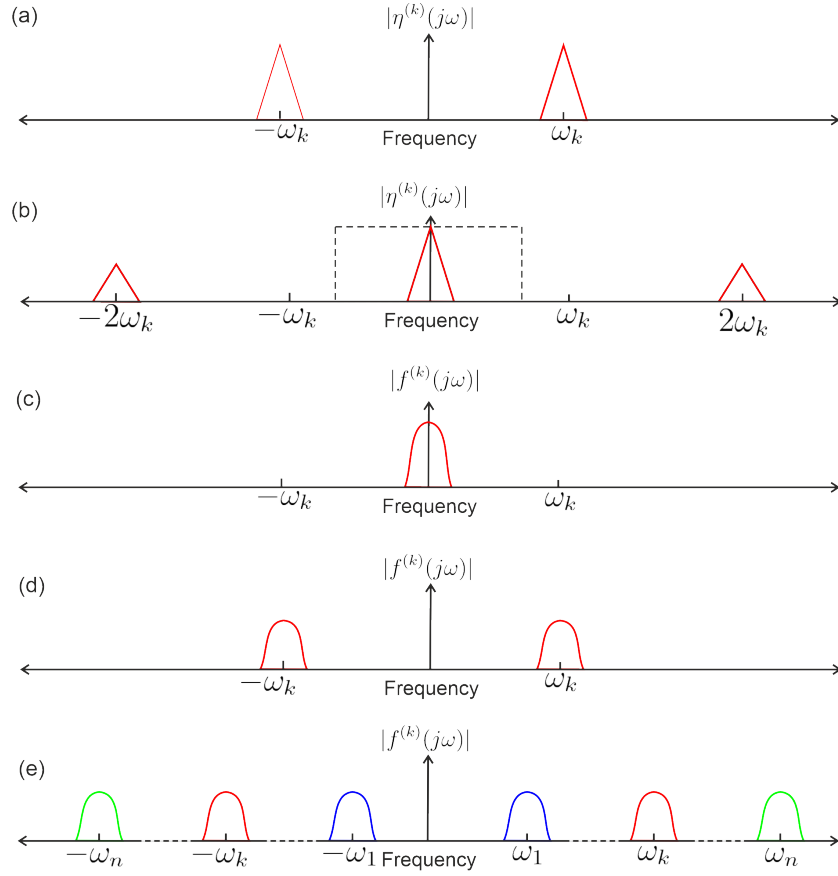 (a)
|η^(k)(jω)|
−ω_k Frequency ω_k
(b)
|η^(k)(jω)|
−2ω_k −ω_k Frequency ω_k 2ω_k
(c)
|f^(k)(jω)|
−ω_k Frequency ω_k
(d)
|f^(k)(jω)|
−ω_k Frequency ω_k
(e)
|f^(k)(jω)|
−ω_n −ω_k −ω_1 Frequency ω_1 ω_k ω_n